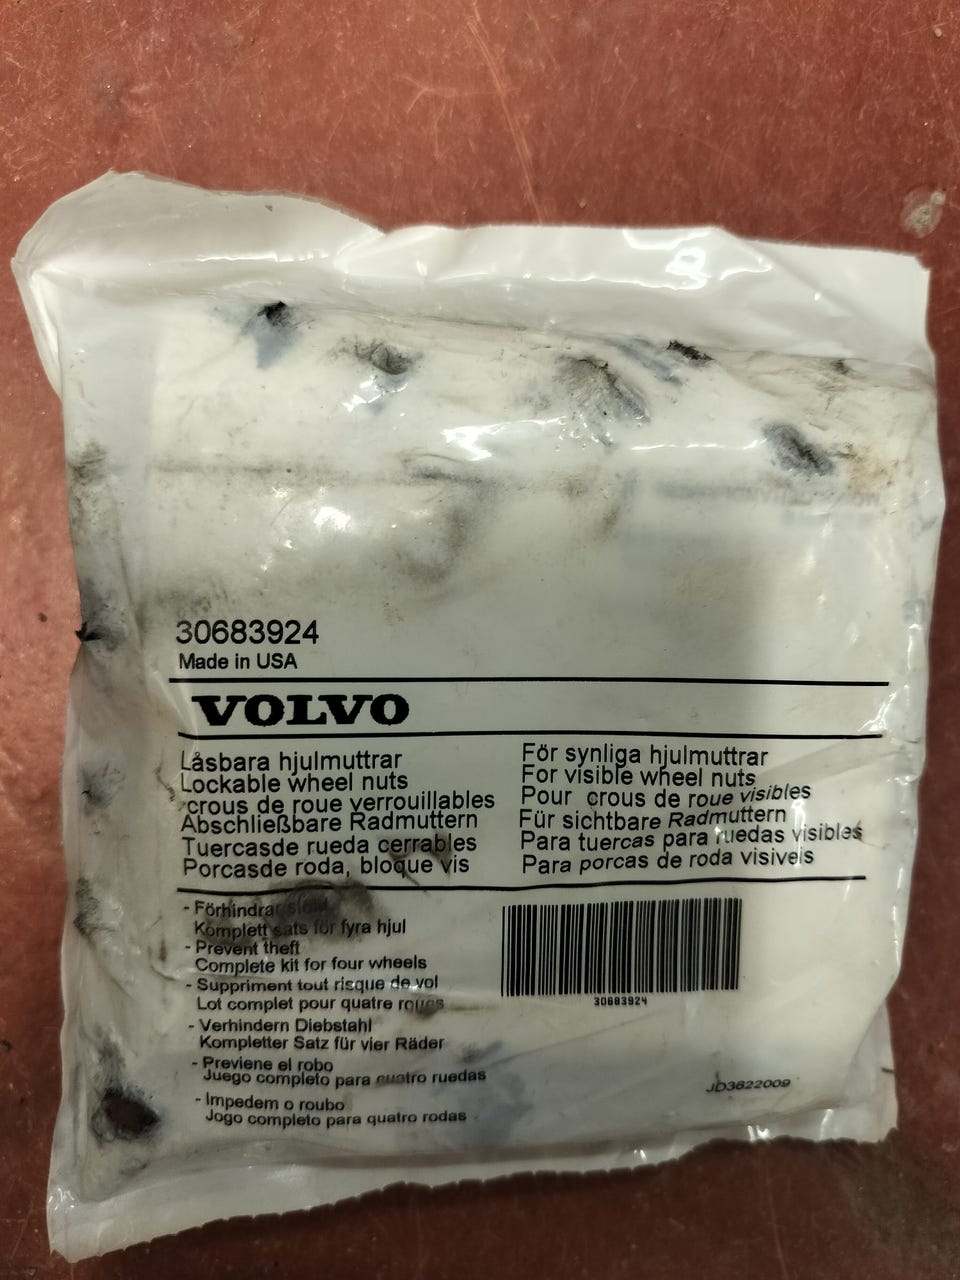 30683924
Made in USA
VOLVO
Låsbara hjulmuttrar
Lockable wheel nuts
crous de roue verrouillables
Abschließbare Radmuttern
Tuercasde rueda cerrables
Porcasde roda, bloque vis
För synliga hjulmuttrar
For visible wheel nuts
Pour crous de roue visibles
Für sichtbare Radmuttern
Para tuercas para ruedas visibles
Para porcas de roda visiveis
- Förhindrar
Komplett sats för fyra hjul
- Prevent theft
Complete kit for four wheels
- Suppriment tout risque de vol
Lot complet pour quatre roues
- Verhindern Diebstahl
Kompletter Satz für vier Räder
- Previene el robo
Juego completo para cuatro ruedas
- Impedem o roubo
Jogo completo para quatro rodas
30683924
JD3622009